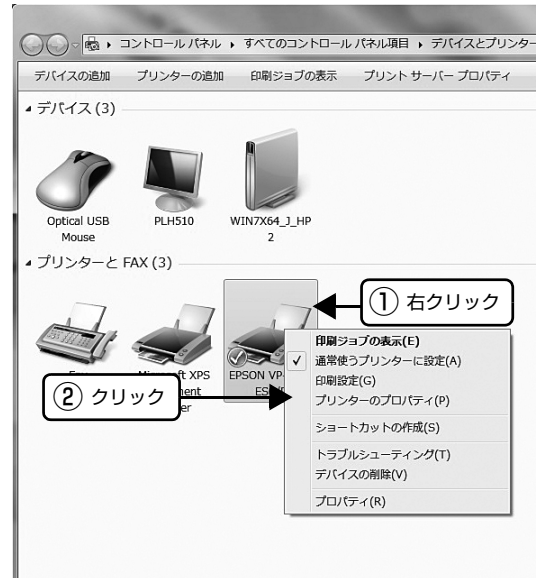 コントロール パネル ▸ すべてのコントロール パネル項目 ▸ デバイスとプリンター
デバイスの追加 プリンターの追加 印刷ジョブの表示 プリント サーバー プロパティ
デバイス (3)
Optical USB
Mouse
PLH510
WIN7X64_J_HP
2
プリンターと FAX (3)
① 右クリック
EPSON VP-
印刷ジョブの表示(E)
通常使うプリンターに設定(A)
印刷設定(G)
プリンターのプロパティ(P)
ショートカットの作成(S)
トラブルシューティング(T)
デバイスの削除(V)
プロパティ(R)
② クリック
XPS